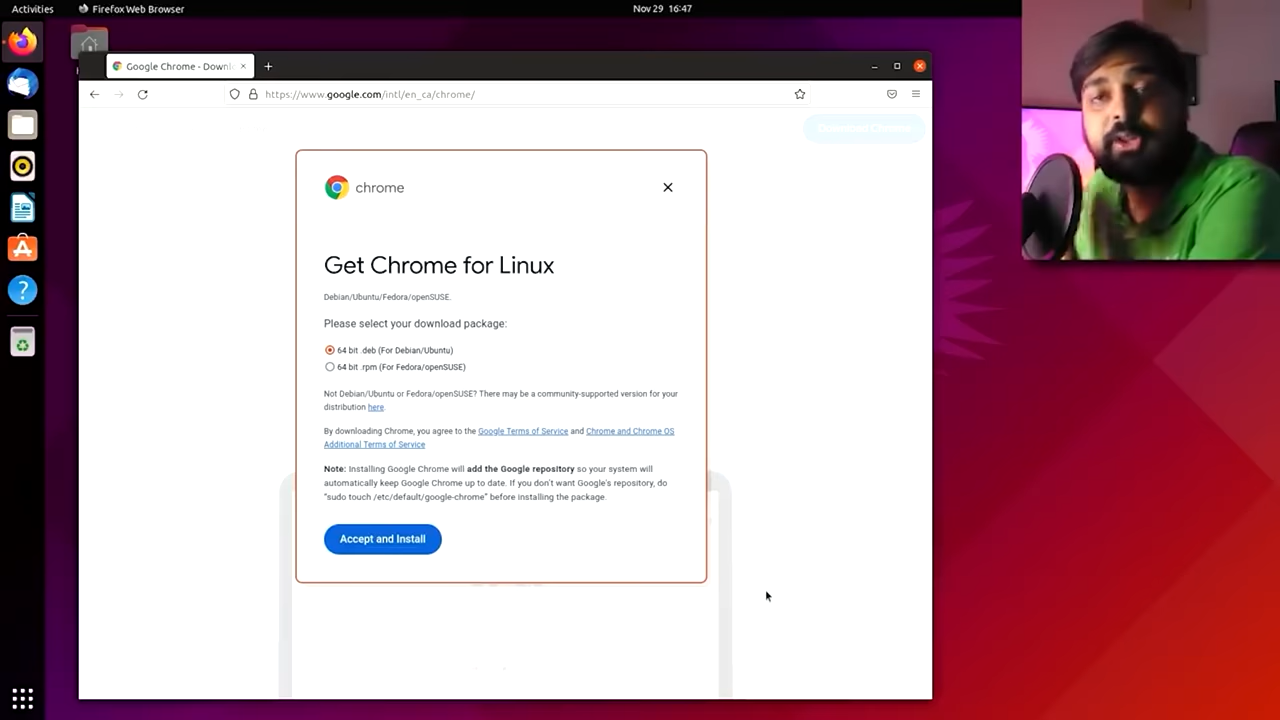 Activities
Firefox Web Browser
Nov 29 16:47
Google Chrome - Downl
https://www.google.com/intl/en_ca/chrome/
Download Chrome
chrome
Get Chrome for Linux
Debian/Ubuntu/Fedora/openSUSE.
Please select your download package:
64 bit .deb (For Debian/Ubuntu)
64 bit .rpm (For Fedora/openSUSE)
Not Debian/Ubuntu or Fedora/openSUSE? There may be a community-supported version for your
distribution here.
By downloading Chrome, you agree to the Google Terms of Service and Chrome and Chrome OS
Additional Terms of Service
Note: Installing Google Chrome will add the Google repository so your system will
automatically keep Google Chrome up to date. If you don't want Google's repository, do
"sudo touch /etc/default/google-chrome" before installing the package.
Accept and Install